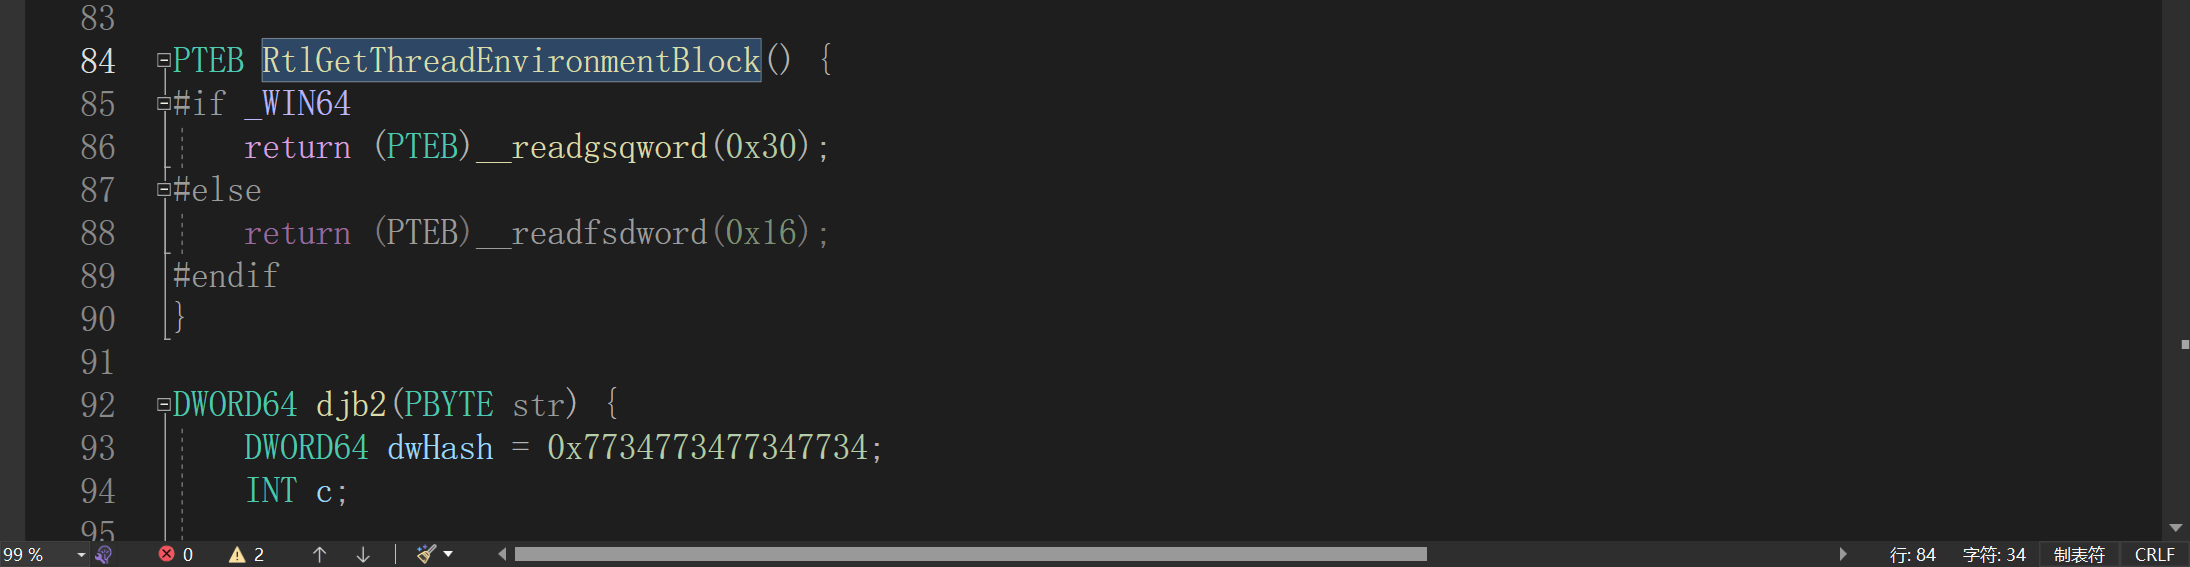 83
84 PTEB RtlGetThreadEnvironmentBlock() {
85 #if _WIN64
86 return (PTEB)__readgsqword(0x30);
87 #else
88 return (PTEB)__readfsdword(0x16);
89 #endif
90 }
91
92 DWORD64 djb2(PBYTE str) {
93 DWORD64 dwHash = 0x7734773477347734;
94 INT c;
95
99 % 0 2 行: 84 字符: 34 制表符 CRLF